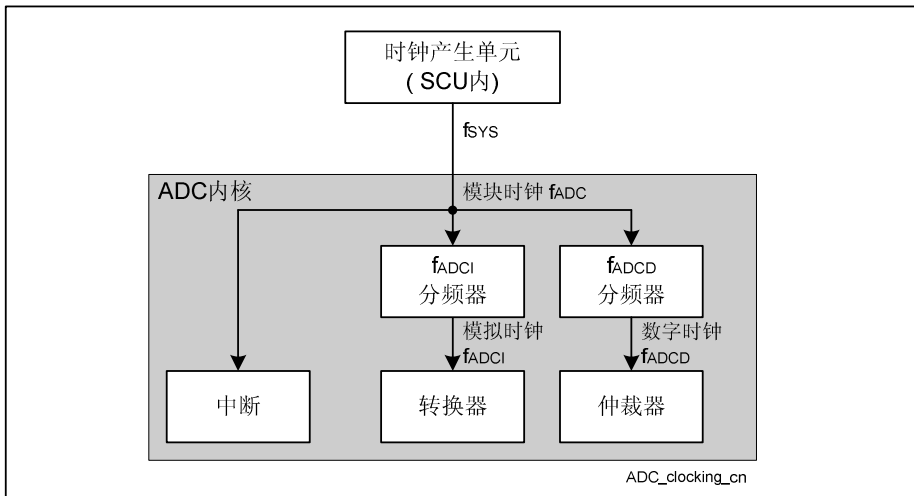 时钟产生单元
( SCU内)
fSYS
ADC内核
模块时钟 fADC
fADCI
分频器
fADCD
分频器
模拟时钟
fADCI
数字时钟
fADCD
中断
转换器
仲裁器
ADC_clocking_cn